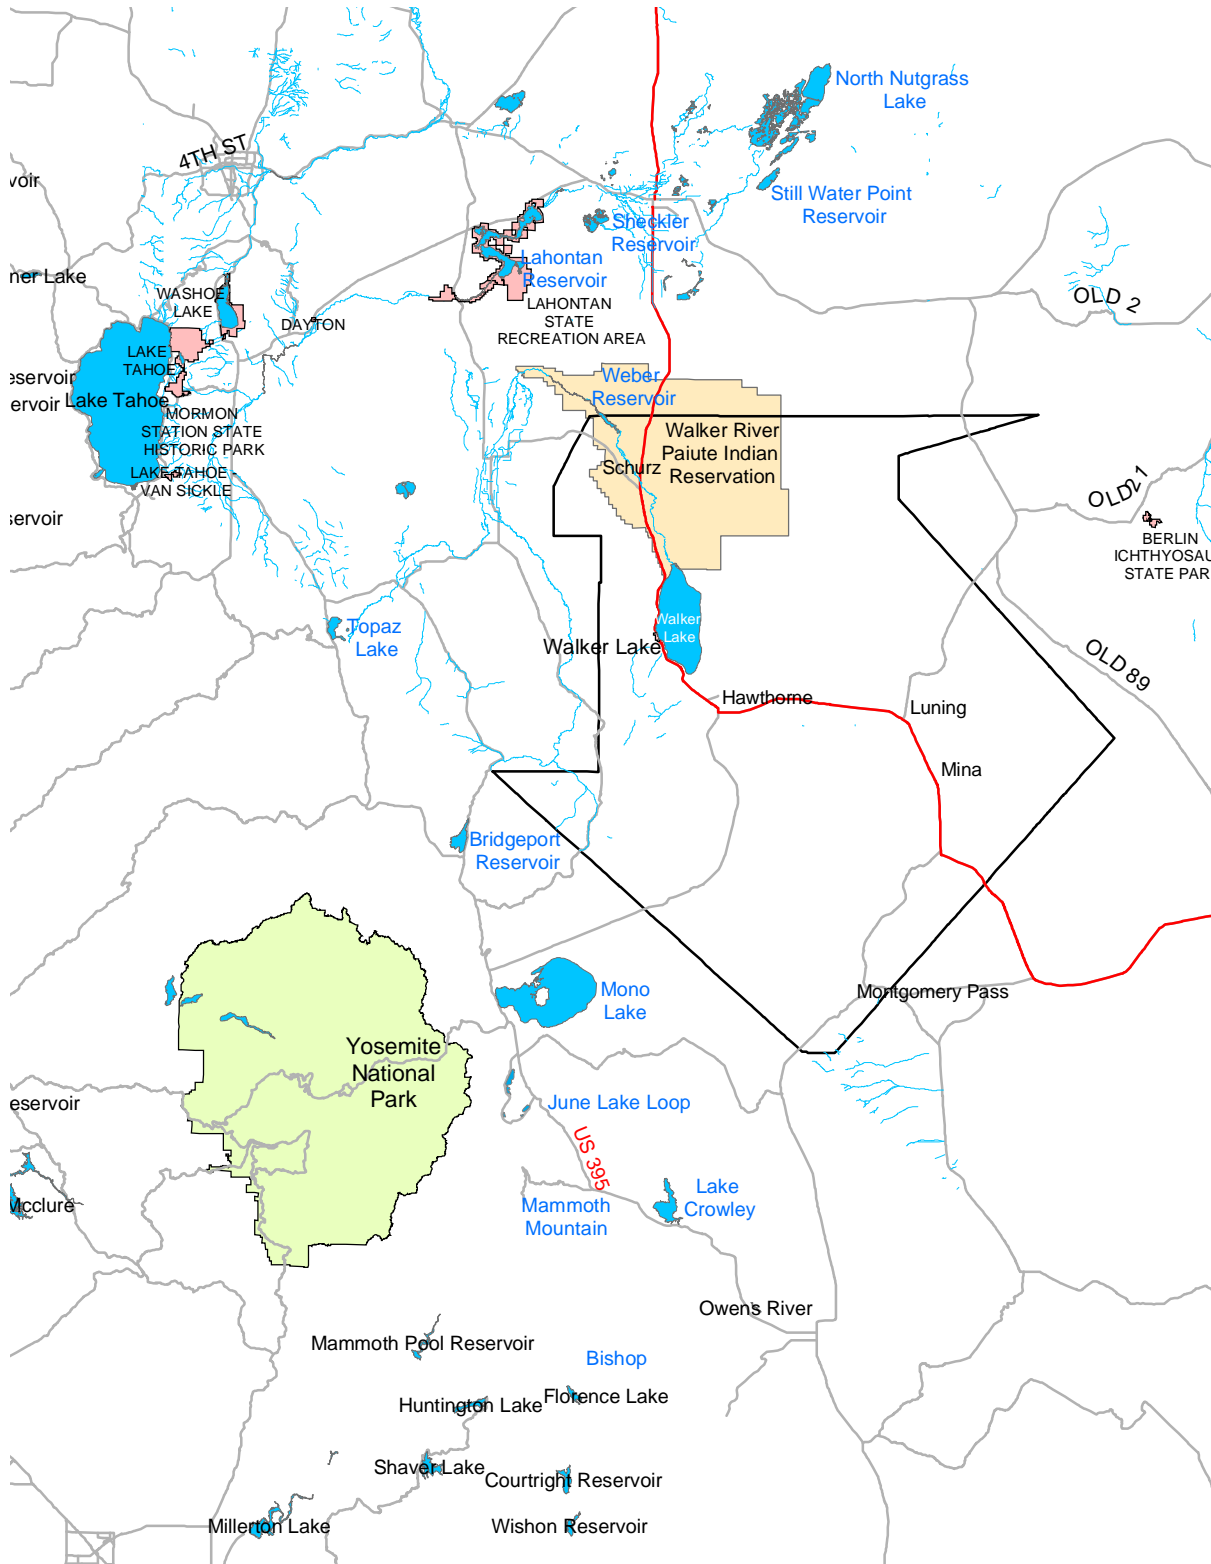 North Nutgrass
Lake
4TH ST
voir
Still Water Point
Reservoir
Sheckler
Reservoir
Lahontan
Reservoir
ner Lake
WASHOE
LAKE
OLD 2
LAHONTAN
STATE
RECREATION AREA
DAYTON
LAKE
TAHOE
Weber
Reservoir
eservoir
ervoir
Lake Tahoe
MORMON
STATION STATE
HISTORIC PARK
Walker River
Paiute Indian
Reservation
Schurz
LAKE TAHOE -
VAN SICKLE
OLD 21
servoir
BERLIN
ICHTHYOSAU
STATE PAR
Topaz
Lake
Walker
Lake
Walker Lake
OLD 89
Hawthorne
Luning
Mina
Bridgeport
Reservoir
Mono
Lake
Montgomery Pass
Yosemite
National
Park
eservoir
June Lake Loop
US 395
Mcclure
Mammoth
Mountain
Lake
Crowley
Owen's River
Mammoth Pool Reservoir
Bishop
Huntington Lake
Florence Lake
Shaver Lake
Courtright Reservoir
Millerton Lake
Wishon Reservoir